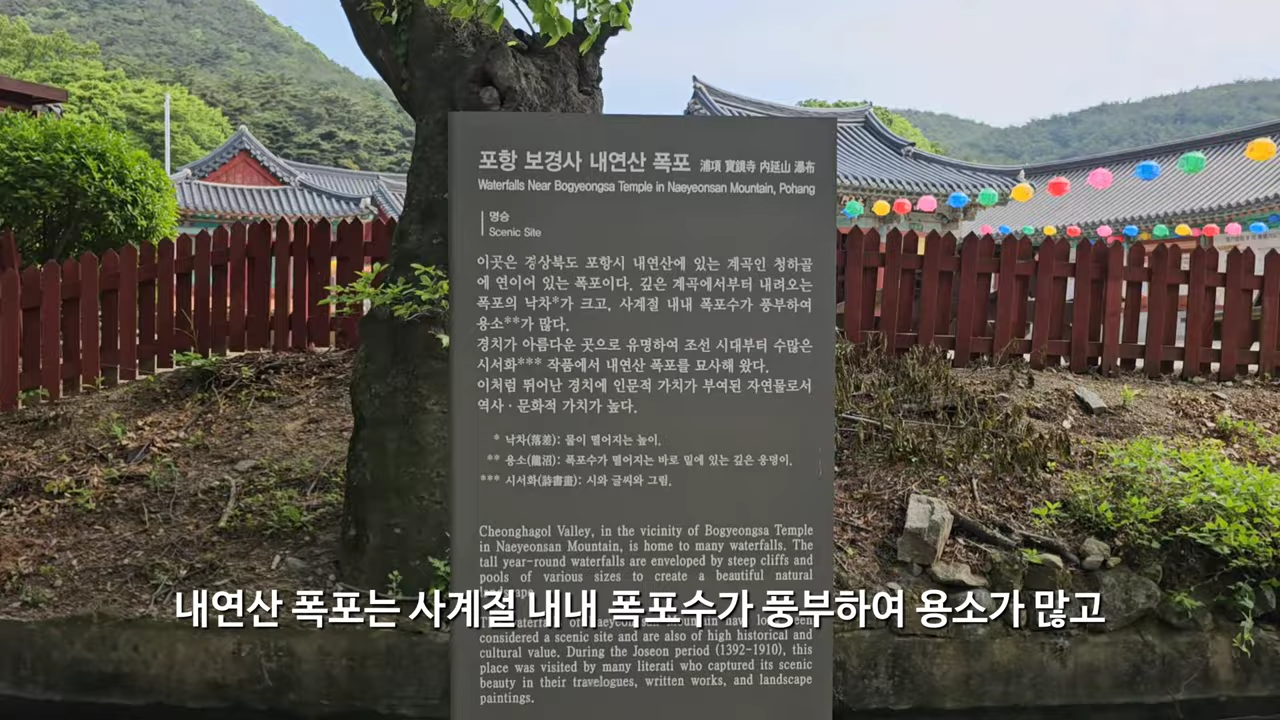 포항 보경사 내연산 폭포 浦項 寶鏡寺 內延山 瀑布
Waterfalls Near Bogyeongsa Temple in Naeyeonsan Mountain, Pohang
명승
Scenic Site
이곳은 경상북도 포항시 내연산에 있는 계곡인 청하골
에 연이어 있는 폭포이다. 깊은 계곡에서부터 내려오는
폭포의 낙차*가 크고, 사계절 내내 폭포수가 풍부하여
용소**가 많다.
경치가 아름다운 곳으로 유명하여 조선 시대부터 수많은
시서화*** 작품에서 내연산 폭포를 묘사해 왔다.
이처럼 뛰어난 경치에 인문적 가치가 부여된 자연물로서
역사 · 문화적 가치가 높다.
* 낙차(落差): 물이 떨어지는 높이.
** 용소(龍沼): 폭포수가 떨어지는 바로 밑에 있는 깊은 웅덩이.
*** 시서화(詩書畫): 시와 글씨와 그림.
Cheonghagol Valley, in the vicinity of Bogyeongsa Temple
in Naeyeonsan Mountain, is home to many waterfalls. The
tall year-round waterfalls are enveloped by steep cliffs and
pools of various sizes to create a beautiful natural
내연산 폭포는 사계절 내내 폭포수가 풍부하여 용소가 많고
considered a scenic site and are also of high historical and
cultural value. During the Joseon period (1392-1910), this
place was visited by many literati who captured its scenic
beauty in their travelogues, written works, and landscape
paintings.